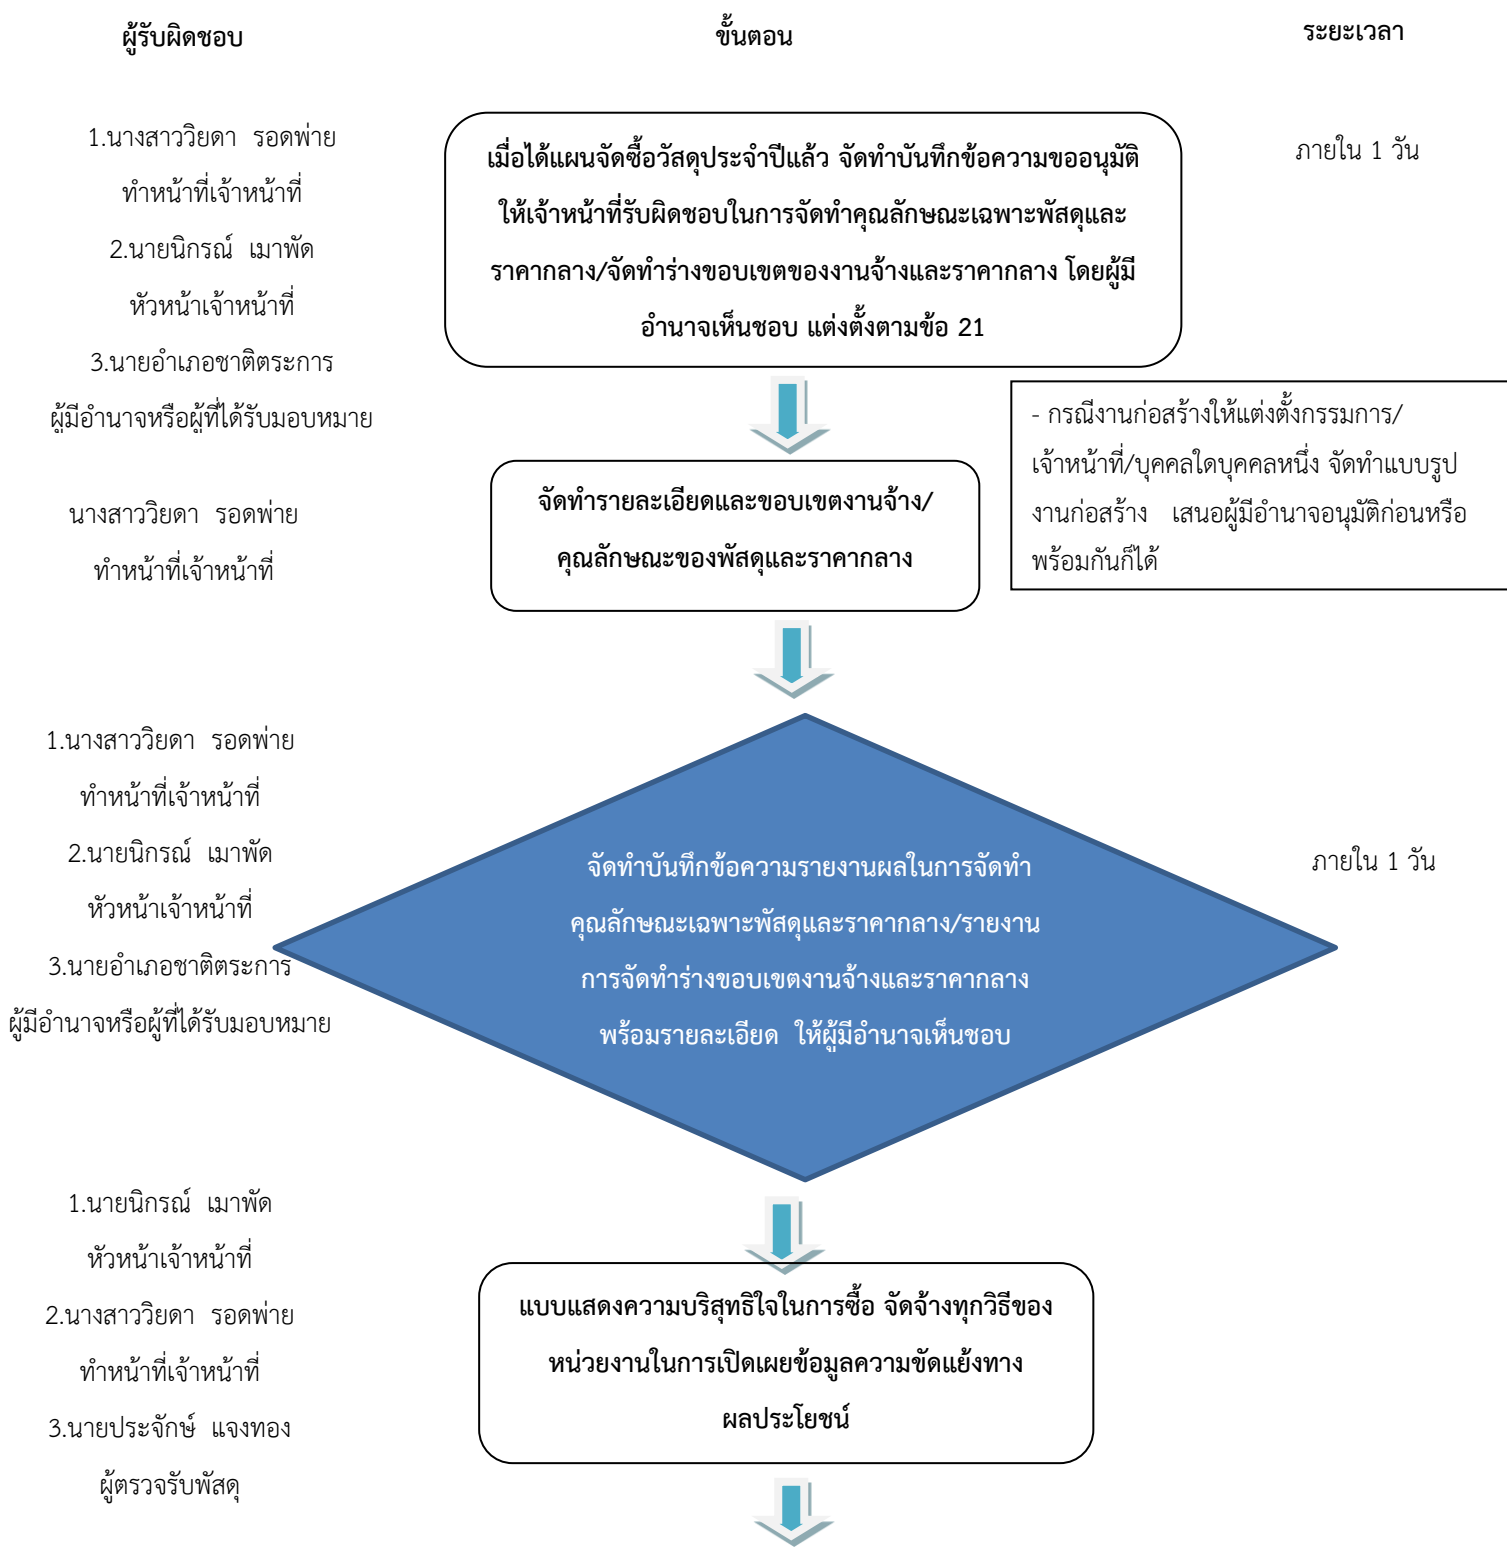 ผู้รับผิดชอบ
ขั้นตอน
ระยะเวลา
1.นางสาววิยดา รอดพ่าย
ทำหน้าที่เจ้าหน้าที่
2.นายนิกรณ์ เมาพัด
หัวหน้าเจ้าหน้าที่
3.นายอำเภอชาติตระการ
ผู้มีอำนาจหรือผู้ที่ได้รับมอบหมาย
เมื่อได้แผนจัดซื้อวัสดุประจำปีแล้ว จัดทำบันทึกข้อความขออนุมัติ
ให้เจ้าหน้าที่รับผิดชอบในการจัดทำคุณลักษณะเฉพาะพัสดุและ
ราคากลาง/จัดทำร่างขอบเขตของงานจ้างและราคากลาง โดยผู้มี
อำนาจเห็นชอบ แต่งตั้งตามข้อ 21
ภายใน 1 วัน
- กรณีงานก่อสร้างให้แต่งตั้งกรรมการ/
เจ้าหน้าที่/บุคคลใดบุคคลหนึ่ง จัดทำแบบรูป
งานก่อสร้าง เสนอผู้มีอำนาจอนุมัติก่อนหรือ
พร้อมกันก็ได้
นางสาววิยดา รอดพ่าย
ทำหน้าที่เจ้าหน้าที่
จัดทำรายละเอียดและขอบเขตงานจ้าง/
คุณลักษณะของพัสดุและราคากลาง
1.นางสาววิยดา รอดพ่าย
ทำหน้าที่เจ้าหน้าที่
2.นายนิกรณ์ เมาพัด
หัวหน้าเจ้าหน้าที่
3.นายอำเภอชาติตระการ
ผู้มีอำนาจหรือผู้ที่ได้รับมอบหมาย
จัดทำบันทึกข้อความรายงานผลในการจัดทำ
คุณลักษณะเฉพาะพัสดุและราคากลาง/รายงาน
การจัดทำร่างขอบเขตงานจ้างและราคากลาง
พร้อมรายละเอียด ให้ผู้มีอำนาจเห็นชอบ
ภายใน 1 วัน
1.นายนิกรณ์ เมาพัด
หัวหน้าเจ้าหน้าที่
2.นางสาววิยดา รอดพ่าย
ทำหน้าที่เจ้าหน้าที่
3.นายประจักษ์ แจงทอง
ผู้ตรวจรับพัสดุ
แบบแสดงความบริสุทธิใจในการซื้อ จัดจ้างทุกวิธีของ
หน่วยงานในการเปิดเผยข้อมูลความขัดแย้งทาง
ผลประโยชน์